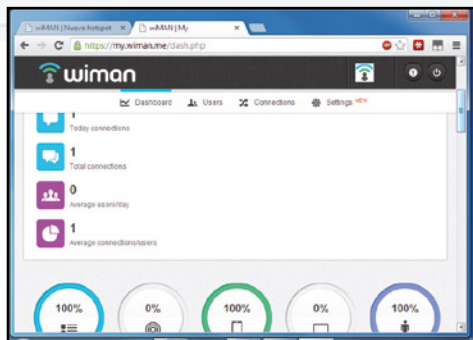 wiMAN | Nuovo hotspot
wiMAN | My
https://my.wiman.me/dash.php
wiman
Dashboard Users Connections Settings NEW
1
Today connections
1
Total connections
0
Average users/day
1
Average connections/users
100% 0% 100% 0% 100%